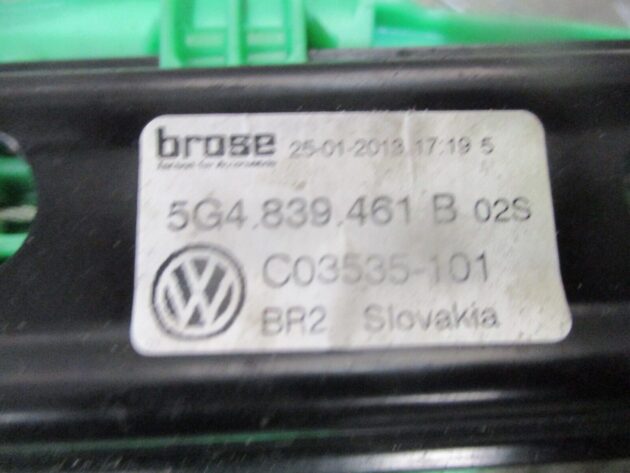 brose 25-01-2013 17:19 5
5G4.839.461 B 02S
C03535-101
BR2 Slovakia